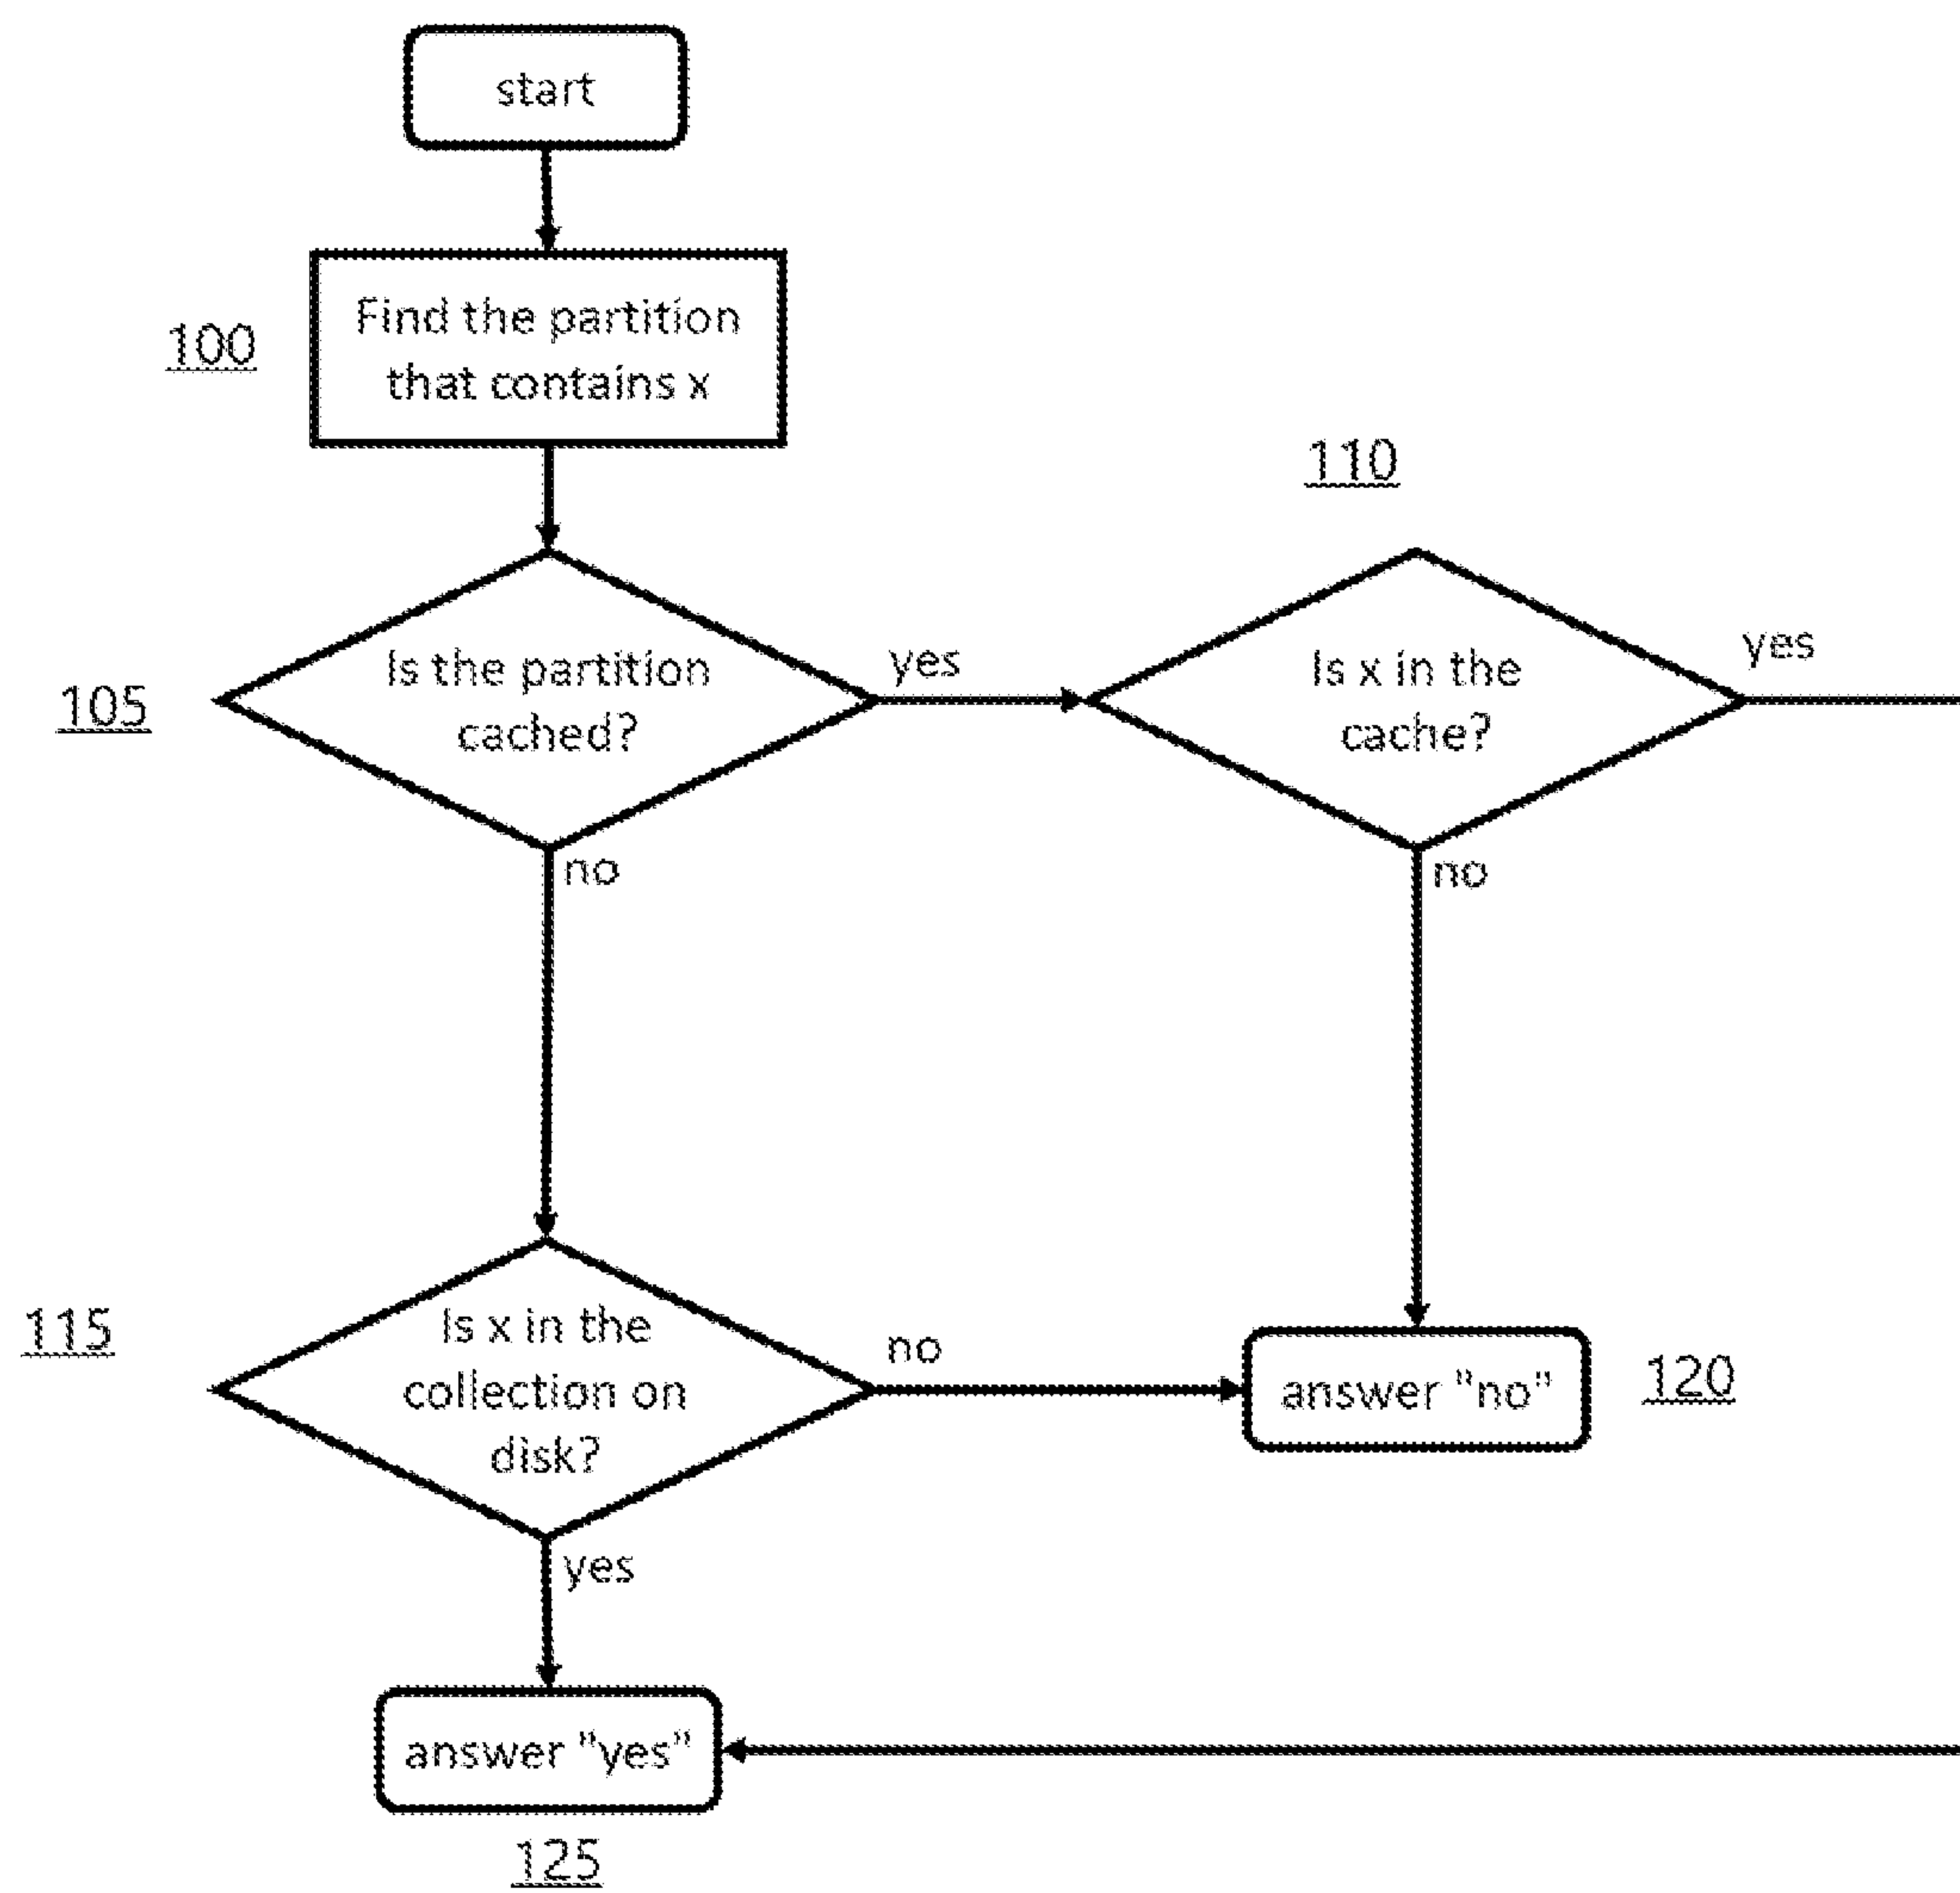 start
100
Find the partition
that contains x
110
105
Is the partition
cached?
yes
Is x in the
cache?
yes
no
no
115
Is x in the
collection on
disk?
no
answer "no"
120
yes
answer "yes"
125